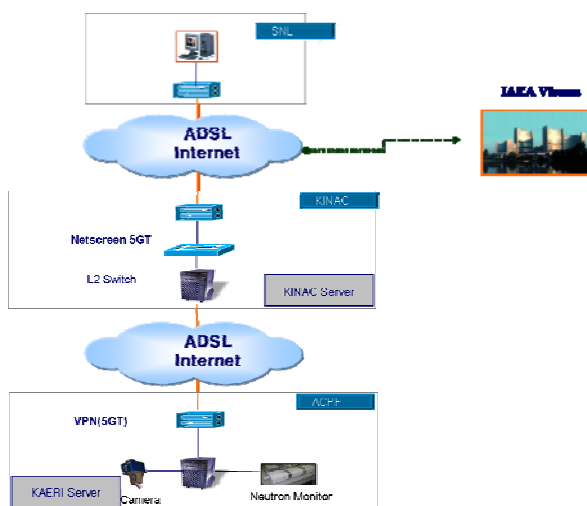 SNL
IAEA Vienna
ADSL
Internet
KINAC
Netscreen 5GT
L2 Switch
KINAC Server
ADSL
Internet
ACPF
VPN(5GT)
KAERI Server
Camera
Neutron Monitor